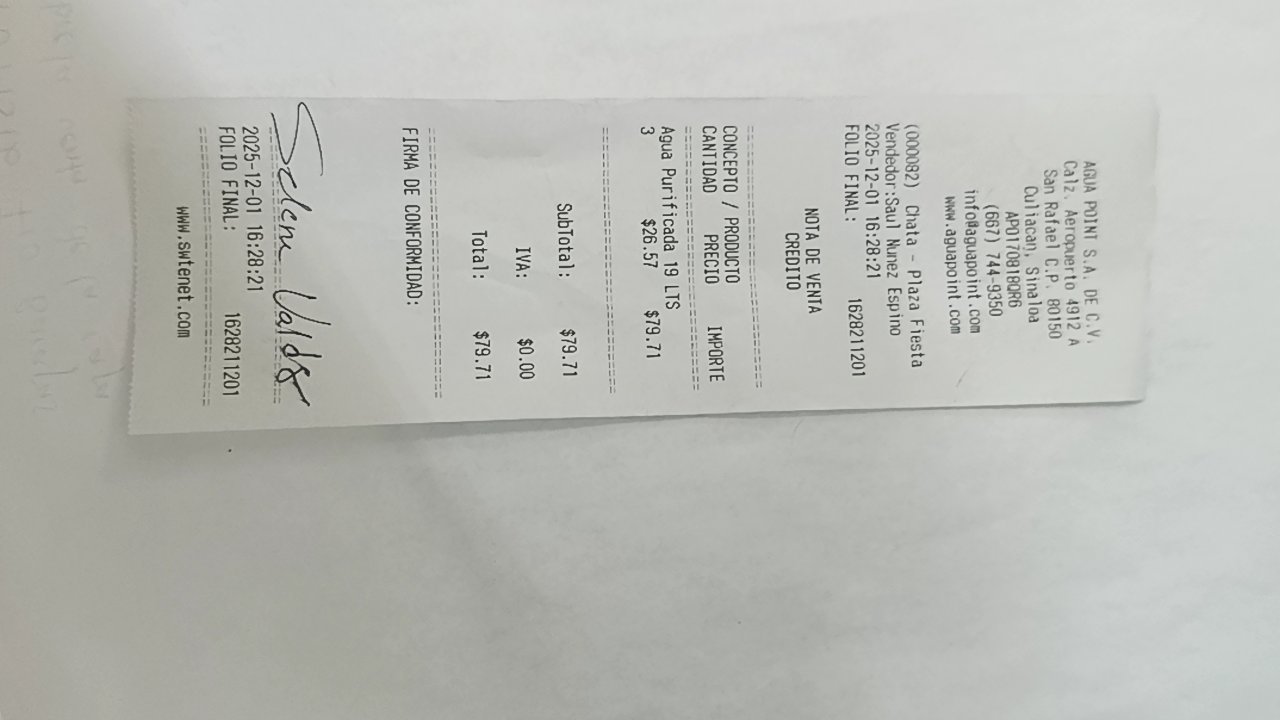 AGUA POINT S.A. DE C.V.
Calz. Aeropuerto 4912 A
San Rafael C.P. 80150
Culiacan, Sinaloa
APO170818QR6
(667) 744-9350
info@aguapoint.com
www.aguapoint.com
(000082) Chata - Plaza Fiesta
Vendedor:Saul Nunez Espino
2025-12-01 16:28:21
FOLIO FINAL: 1628211201
NOTA DE VENTA
CREDITO
CONCEPTO / PRODUCTO
CANTIDAD PRECIO IMPORTE
Agua Purificada 19 LTS
3 $26.57 $79.71
SubTotal: $79.71
IVA: $0.00
Total: $79.71
FIRMA DE CONFORMIDAD:
Selene Valdez
2025-12-01 16:28:21
FOLIO FINAL: 1628211201
www.swtenet.com